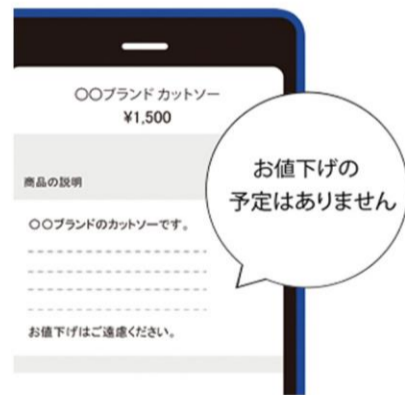 〇〇ブランド カットソー
¥1,500
商品の説明
〇〇ブランドのカットソーです。
お値下げはご遠慮ください。
お値下げの
予定はありません